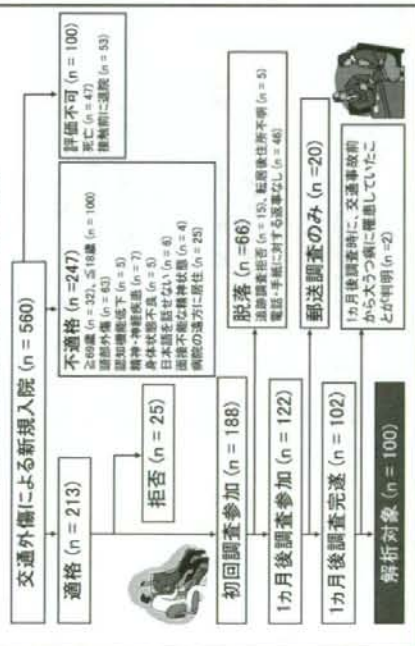 交通外傷による新規入院 (n = 560)
評価不可 (n = 100)
死亡 (n = 47)
接触前に退院 (n = 53)
不適格 (n =247)
≧69歳 (n = 32), ≦18歳 (n = 100)
頭部外傷 (n = 63)
認知機能低下 (n = 5)
精神・神経疾患 (n = 7)
身体状態不良 (n = 5)
日本語を話せない (n = 6)
面接不能な精神状態 (n = 4)
病院の遠方に居住 (n = 25)
適格 (n = 213)
拒否 (n = 25)
初回調査参加 (n = 188)
脱落 (n =66)
追跡調査拒否 (n = 15), 転居後住所不明 (n = 5)
電話・手紙に対する返事なし (n = 46)
1カ月後調査参加 (n = 122)
郵送調査のみ (n =20)
1カ月後調査完遂 (n = 102)
1カ月後調査時に、交通事故前
から大うつ病に罹患していたこ
とが判明 (n =2)
解析対象 (n = 100)